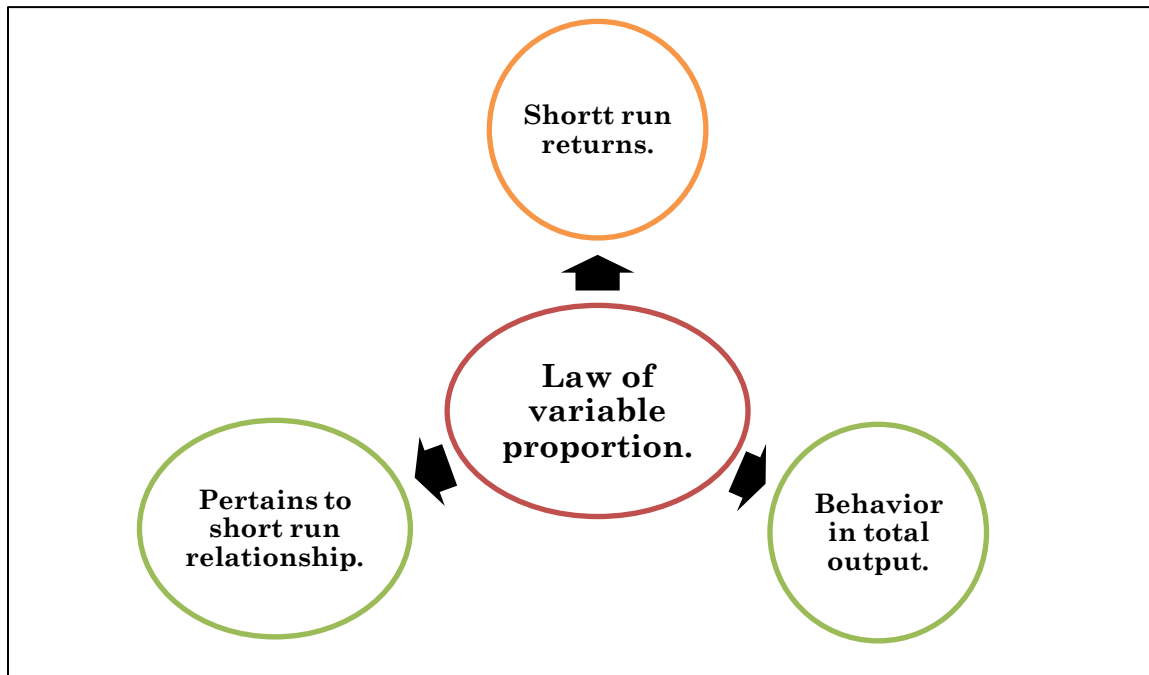 Shortt run
returns.
Law of
variable
proportion.
Pertains to
short run
relationship.
Behavior
in total
output.